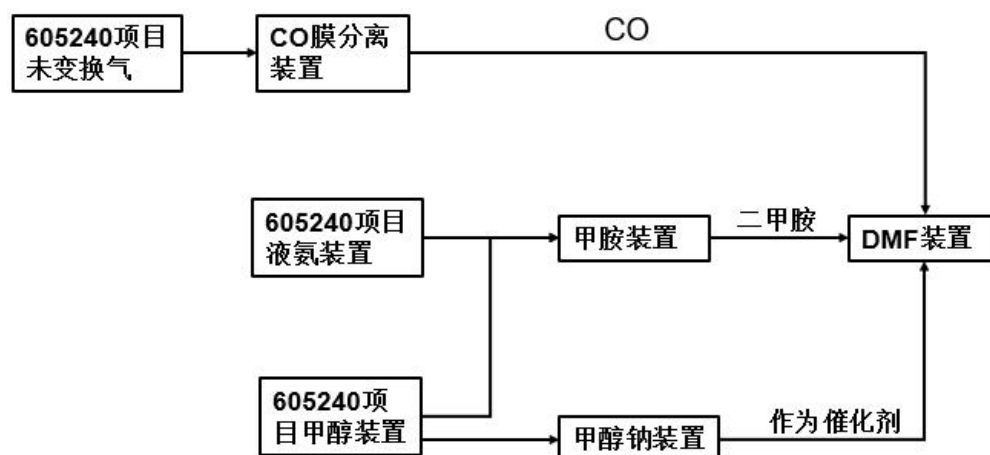 605240项目
未变换气
CO膜分离
装置
CO
605240项目
液氨装置
甲胺装置
二甲胺
DMF装置
605240项
目甲醇装置
甲醇钠装置
作为催化剂